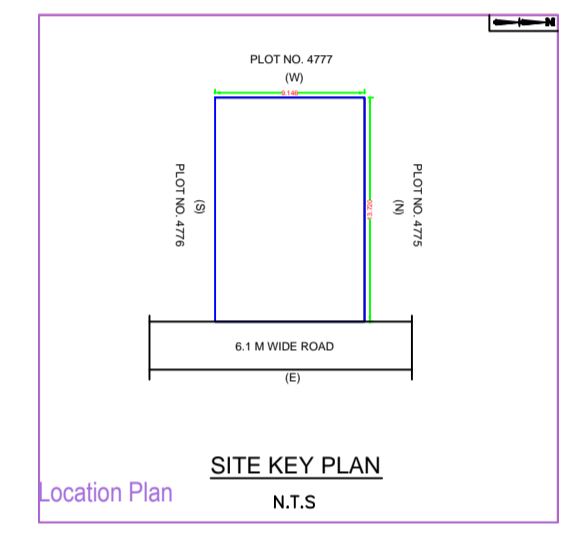 N
PLOT NO. 4777
(W)
9.140
PLOT NO. 4776
(S)
(N)
PLOT NO. 4775
6.1 M WIDE ROAD
(E)
SITE KEY PLAN
Location Plan
N.T.S